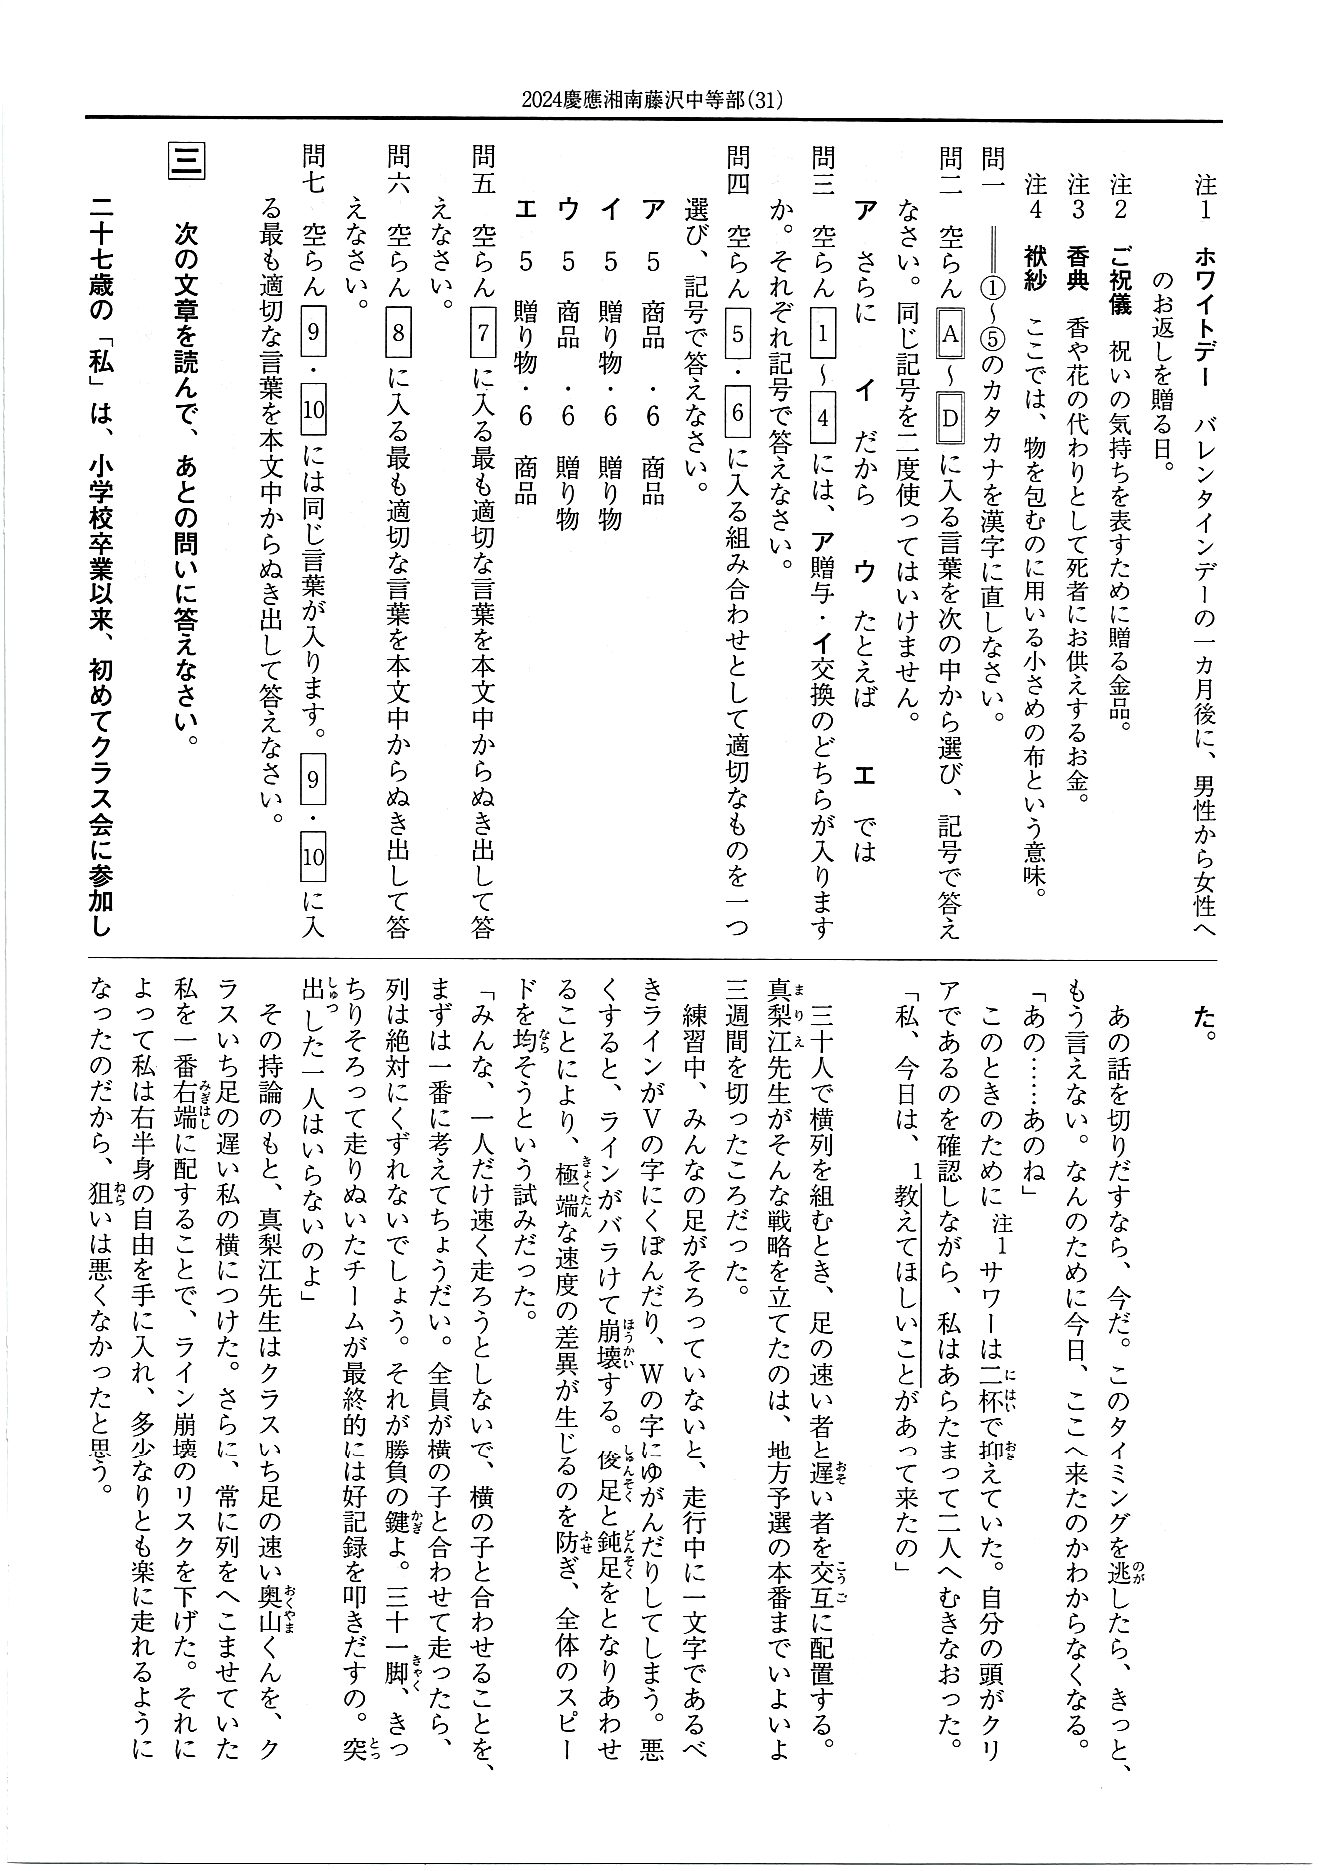 2024慶應湘南藤沢中等部(31)
注1 ホワイトデー バレンタインデーの一カ月後に、男性から女性へ
のお返しを贈る日。
注2 ご祝儀 祝いの気持ちを表すために贈る金品。
注3 香典 香や花の代わりとして死者にお供えするお金。
注4 袱紗 ここでは、物を包むのに用いる小さめの布という意味。
問一 ══①～⑤のカタカナを漢字に直しなさい。
問二 空らん A ～ D に入る言葉を次の中から選び、記号で答え
なさい。同じ記号を二度使ってはいけません。
ア さらに イ だから ウ たとえば エ では
問三 空らん 1 ～ 4 には、ア贈与・イ交換のどちらが入ります
か。それぞれ記号で答えなさい。
問四 空らん 5 ・ 6 に入る組み合わせとして適切なものを一つ
選び、記号で答えなさい。
ア 5 商品 ・6 商品
イ 5 贈り物・6 贈り物
ウ 5 商品 ・6 贈り物
エ 5 贈り物・6 商品
問五 空らん 7 に入る最も適切な言葉を本文中からぬき出して答
えなさい。
問六 空らん 8 に入る最も適切な言葉を本文中からぬき出して答
えなさい。
問七 空らん 9 ・ 10 には同じ言葉が入ります。 9 ・ 10 に入
る最も適切な言葉を本文中からぬき出して答えなさい。
三 次の文章を読んで、あとの問いに答えなさい。
二十七歳の「私」は、小学校卒業以来、初めてクラス会に参加し
た。
あの話を切りだすなら、今だ。このタイミングを逃したら、きっと、
もう言えない。なんのために今日、ここへ来たのかわからなくなる。
「あの……あのね」
このときのために注1サワーは二杯で抑えていた。自分の頭がクリ
アであるのを確認しながら、私はあらたまって二人へむきなおった。
「私、今日は、1教えてほしいことがあって来たの」
三十人で横列を組むとき、足の速い者と遅い者を交互に配置する。
真梨江先生がそんな戦略を立てたのは、地方予選の本番までいよいよ
三週間を切ったころだった。
練習中、みんなの足がそろっていないと、走行中に一文字であるべ
きラインがVの字にくぼんだり、Wの字にゆがんだりしてしまう。悪
くすると、ラインがバラけて崩壊する。俊足と鈍足をとなりあわせ
ることにより、極端な速度の差異が生じるのを防ぎ、全体のスピー
ドを均そうという試みだった。
「みんな、一人だけ速く走ろうとしないで、横の子と合わせることを、
まずは一番に考えてちょうだい。全員が横の子と合わせて走ったら、
列は絶対にくずれないでしょう。それが勝負の鍵よ。三十一脚、きっ
ちりそろって走りぬいたチームが最終的には好記録を叩きだすの。突
出した一人はいらないのよ」
その持論のもと、真梨江先生はクラスいち足の速い奥山くんを、ク
ラスいち足の遅い私の横につけた。さらに、常に列をへこませていた
私を一番右端に配することで、ライン崩壊のリスクを下げた。それに
よって私は右半身の自由を手に入れ、多少なりとも楽に走れるように
なったのだから、狙いは悪くなかったと思う。